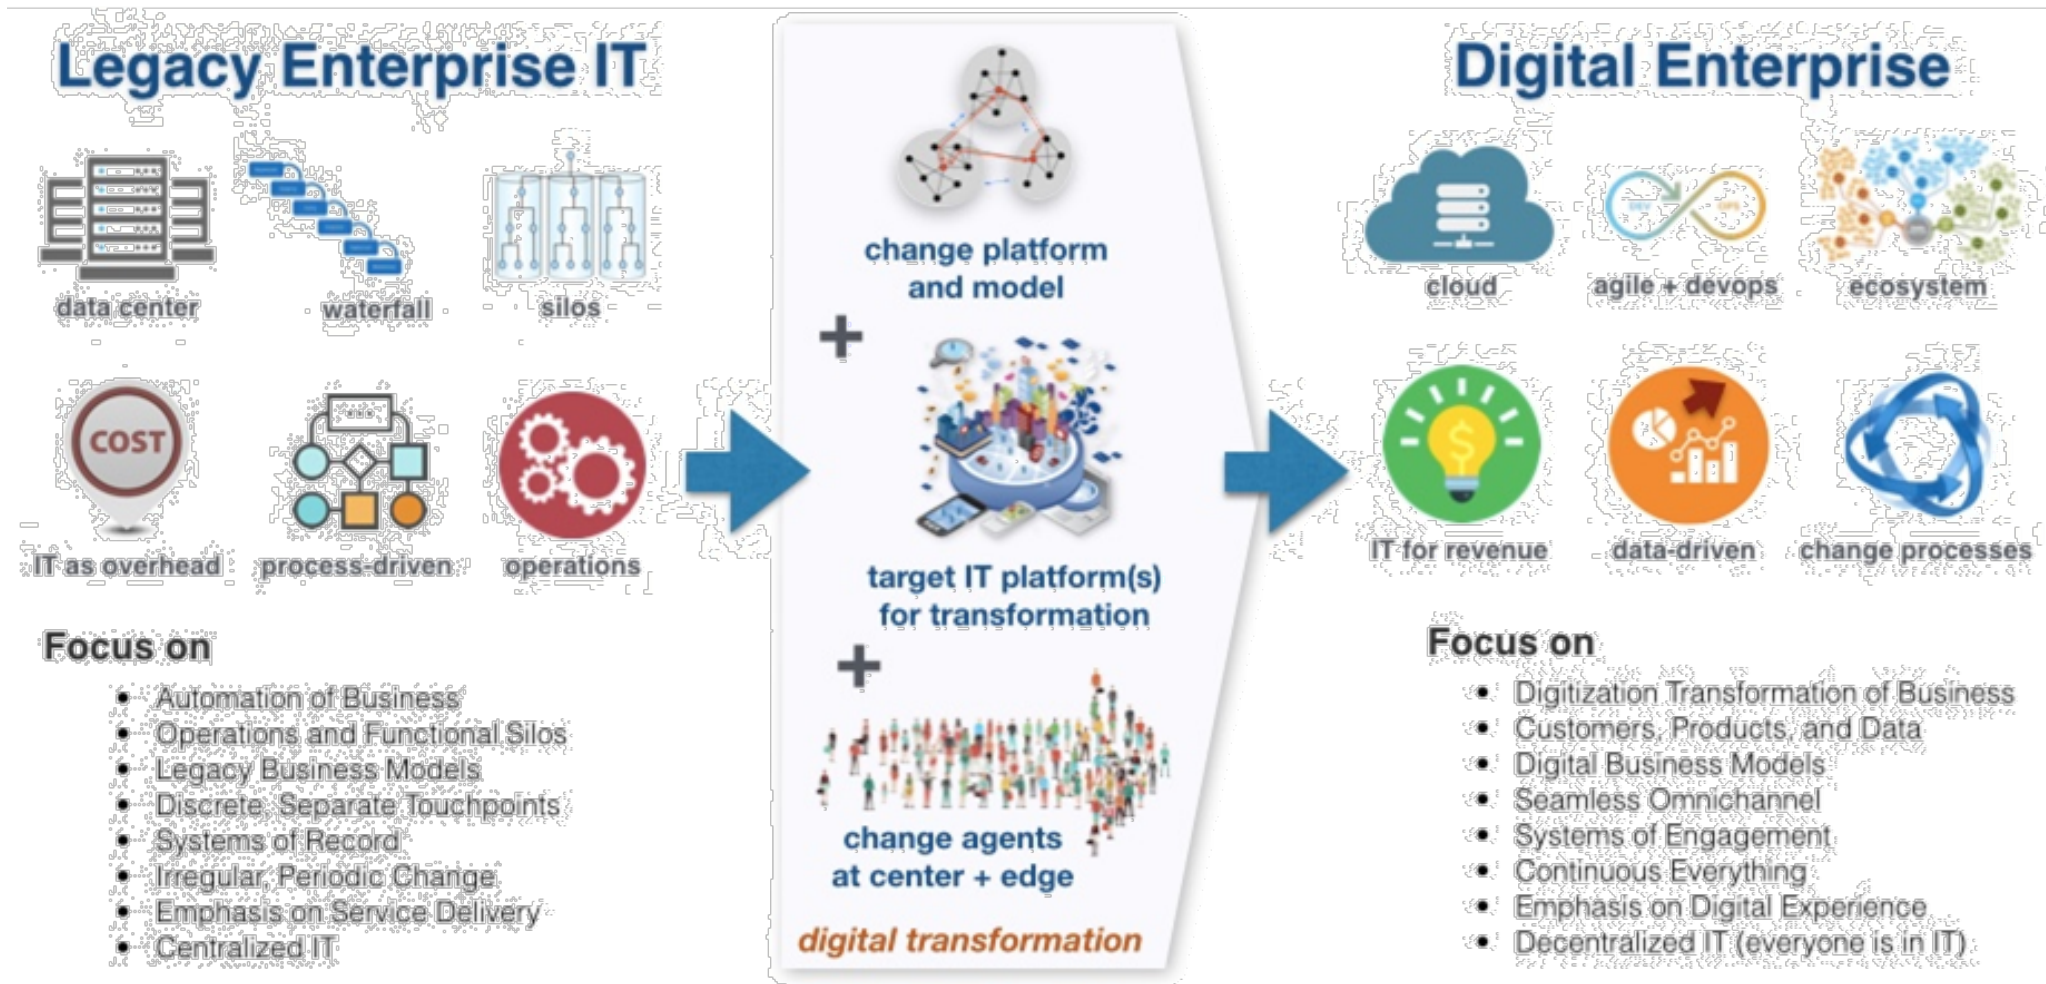 Legacy Enterprise IT
data center
waterfall
silos
COST
IT as overhead
process-driven
operations
Focus on
• Automation of Business
• Operations and Functional Silos
• Legacy Business Models
• Discrete, Separate Touchpoints
• Systems of Record
• Irregular, Periodic Change
• Emphasis on Service Delivery
• Centralized IT
change platform
and model
+
target IT platform(s)
for transformation
+
change agents
at center + edge
digital transformation
Digital Enterprise
cloud
DEV
OPS
agile + devops
ecosystem
$
IT for revenue
data-driven
change processes
Focus on
• Digitization Transformation of Business
• Customers, Products, and Data
• Digital Business Models
• Seamless Omnichannel
• Systems of Engagement
• Continuous Everything
• Emphasis on Digital Experience
• Decentralized IT (everyone is in IT)